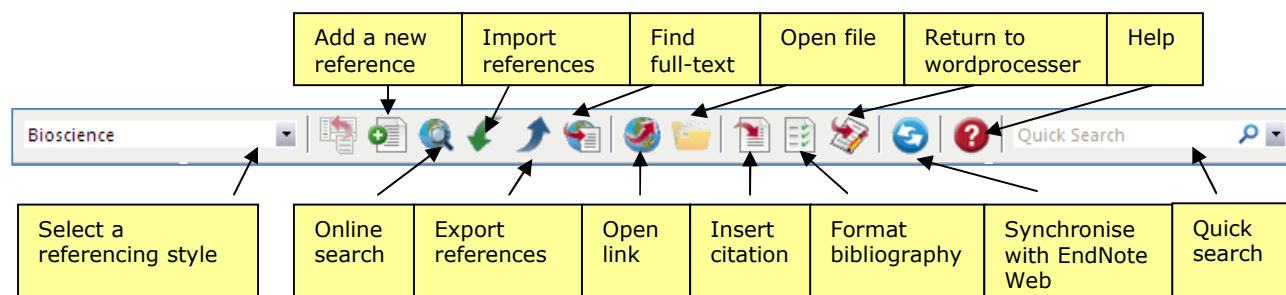 Add a new
reference
Import
references
Find
full-text
Open file
Return to
wordprocesser
Help
Bioscience
Quick Search
Select a
referencing style
Online
search
Export
references
Open
link
Insert
citation
Format
bibliography
Synchronise
with EndNote
Web
Quick
search